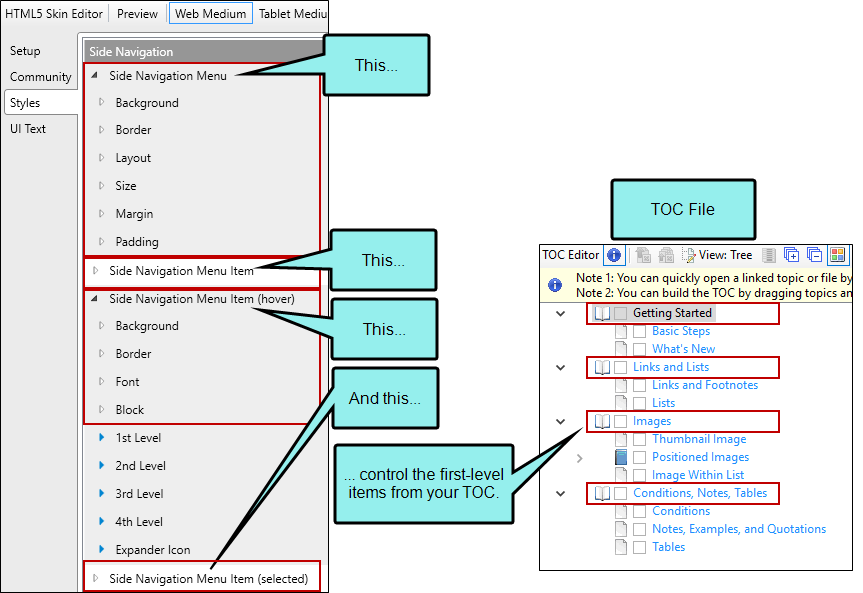 HTML5 Skin Editor Preview Web Medium Tablet Mediu
Setup
Community
Styles
UI Text
Side Navigation
Side Navigation Menu
Background
Border
Layout
Size
Margin
Padding
Side Navigation Menu Item
Side Navigation Menu Item (hover)
Background
Border
Font
Block
1st Level
2nd Level
3rd Level
4th Level
Expander Icon
Side Navigation Menu Item (selected)
This...
This...
This...
And this...
... control the first-level
items from your TOC.
TOC File
TOC Editor View: Tree
Note 1: You can quickly open a linked topic or file by
Note 2: You can build the TOC by dragging topics an
Getting Started
Basic Steps
What's New
Links and Lists
Links and Footnotes
Lists
Images
Thumbnail Image
Positioned Images
Image Within List
Conditions, Notes, Tables
Conditions
Notes, Examples, and Quotations
Tables